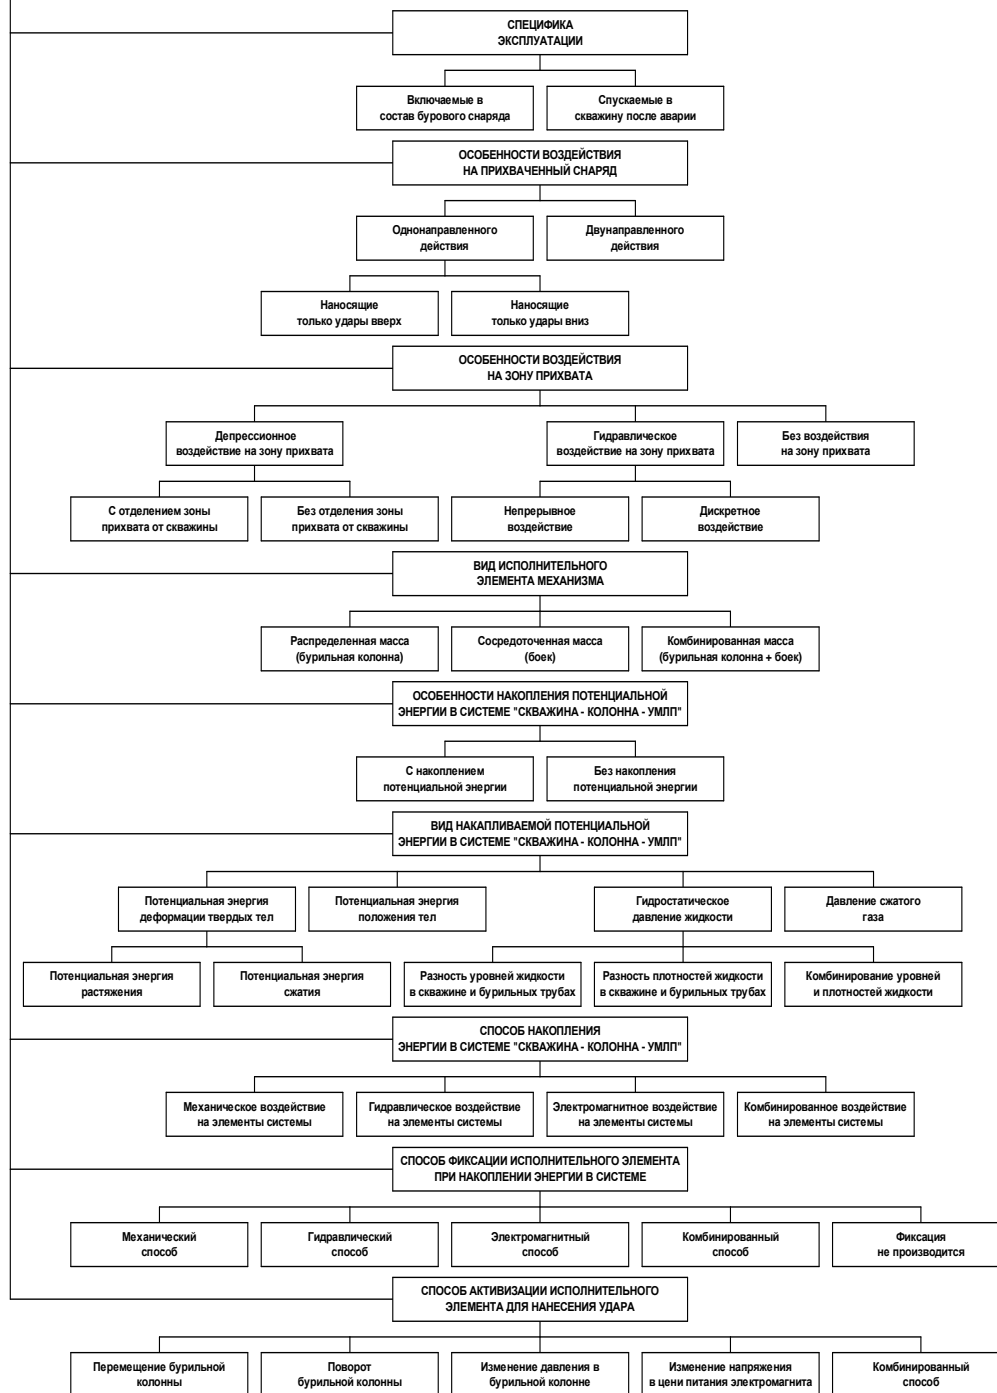 СПЕЦИФИКА
ЭКСПЛУАТАЦИИ
Включаемые в
состав бурового снаряда
Спускаемые в
скважину после аварии
ОСОБЕННОСТИ ВОЗДЕЙСТВИЯ
НА ПРИХВАЧЕННЫЙ СНАРЯД
Однонаправленного
действия
Двунаправленного
действия
Наносящие
только удары вверх
Наносящие
только удары вниз
ОСОБЕННОСТИ ВОЗДЕЙСТВИЯ
НА ЗОНУ ПРИХВАТА
Депрессионное
воздействие на зону прихвата
Гидравлическое
воздействие на зону прихвата
Без воздействия
на зону прихвата
С отделением зоны
прихвата от скважины
Без отделения зоны
прихвата от скважины
Непрерывное
воздействие
Дискретное
воздействие
ВИД ИСПОЛНИТЕЛЬНОГО
ЭЛЕМЕНТА МЕХАНИЗМА
Распределенная масса
(бурильная колонна)
Сосредоточенная масса
(боек)
Комбинированная масса
(бурильная колонна + боек)
ОСОБЕННОСТИ НАКОПЛЕНИЯ ПОТЕНЦИАЛЬНОЙ
ЭНЕРГИИ В СИСТЕМЕ "СКВАЖИНА - КОЛОННА - УМЛП"
С накоплением
потенциальной энергии
Без накопления
потенциальной энергии
ВИД НАКАПЛИВАЕМОЙ ПОТЕНЦИАЛЬНОЙ
ЭНЕРГИИ В СИСТЕМЕ "СКВАЖИНА - КОЛОННА - УМЛП"
Потенциальная энергия
деформации твердых тел
Потенциальная энергия
положения тел
Гидростатическое
давление жидкости
Давление сжатого
газа
Потенциальная энергия
растяжения
Потенциальная энергия
сжатия
Разность уровней жидкости
в скважине и бурильных трубах
Разность плотностей жидкости
в скважине и бурильных трубах
Комбинирование уровней
и плотностей жидкости
СПОСОБ НАКОПЛЕНИЯ
ЭНЕРГИИ В СИСТЕМЕ "СКВАЖИНА - КОЛОННА - УМЛП"
Механическое воздействие
на элементы системы
Гидравлическое воздействие
на элементы системы
Электромагнитное воздействие
на элементы системы
Комбинированное воздействие
на элементы системы
СПОСОБ ФИКСАЦИИ ИСПОЛНИТЕЛЬНОГО ЭЛЕМЕНТА
ПРИ НАКОПЛЕНИИ ЭНЕРГИИ В СИСТЕМЕ
Механический
способ
Гидравлический
способ
Электромагнитный
способ
Комбинированный
способ
Фиксация
не производится
СПОСОБ АКТИВИЗАЦИИ ИСПОЛНИТЕЛЬНОГО
ЭЛЕМЕНТА ДЛЯ НАНЕСЕНИЯ УДАРА
Перемещение бурильной
колонны
Поворот
бурильной колонны
Изменение давления в
бурильной колонне
Изменение напряжения
в цепи питания электромагнита
Комбинированный
способ